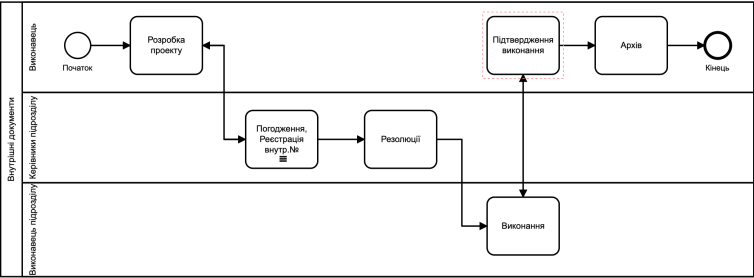 Внутрішні документи
Виконавець
Початок
Розробка
проекту
Підтвердження
виконання
Архів
Кінець
Керівники підрозділу
Погодження,
Реєстрація
внутр.№
Резолюції
Виконавець підрозділу
Виконання